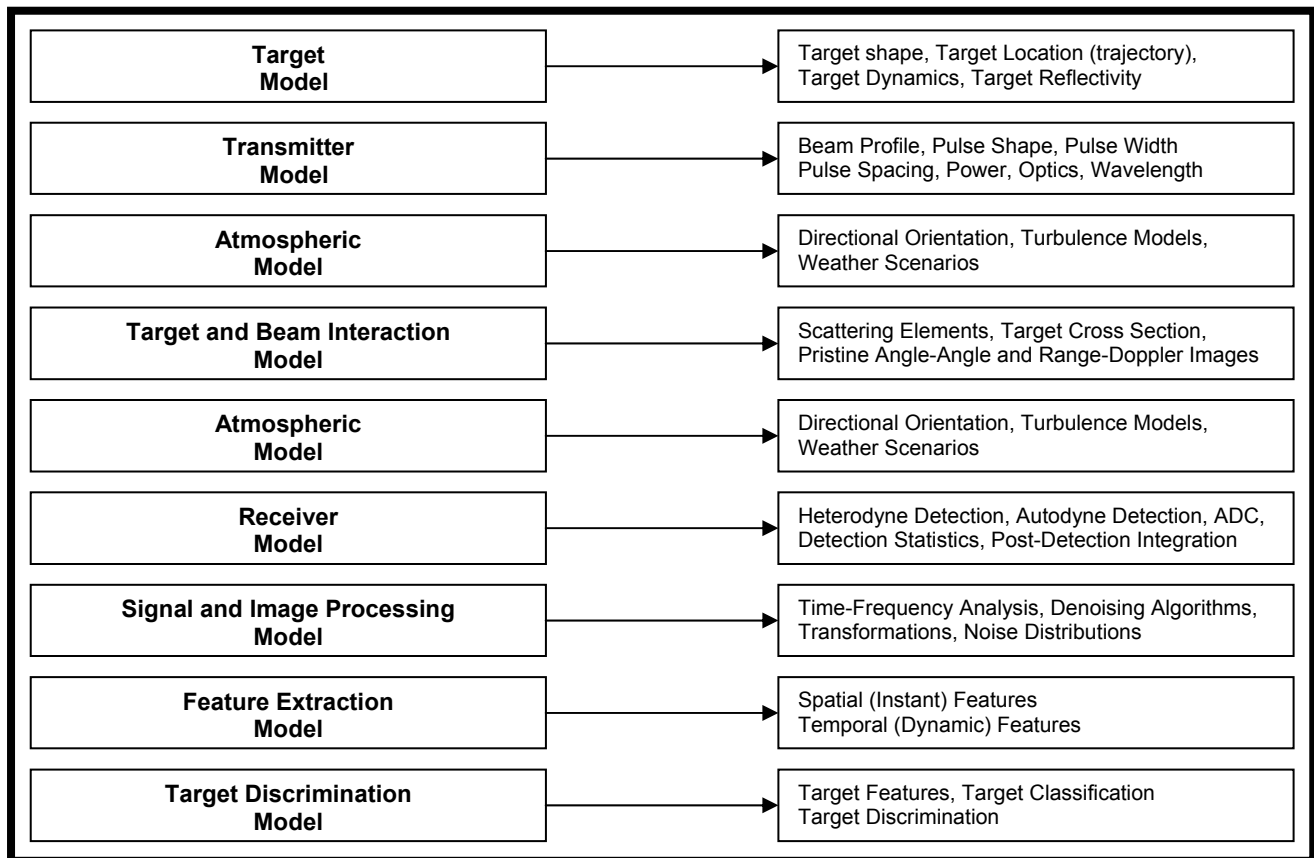 Target
Model
Target shape, Target Location (trajectory),
Target Dynamics, Target Reflectivity
Transmitter
Model
Beam Profile, Pulse Shape, Pulse Width
Pulse Spacing, Power, Optics, Wavelength
Atmospheric
Model
Directional Orientation, Turbulence Models,
Weather Scenarios
Target and Beam Interaction
Model
Scattering Elements, Target Cross Section,
Pristine Angle-Angle and Range-Doppler Images
Atmospheric
Model
Directional Orientation, Turbulence Models,
Weather Scenarios
Receiver
Model
Heterodyne Detection, Autodyne Detection, ADC,
Detection Statistics, Post-Detection Integration
Signal and Image Processing
Model
Time-Frequency Analysis, Denoising Algorithms,
Transformations, Noise Distributions
Feature Extraction
Model
Spatial (Instant) Features
Temporal (Dynamic) Features
Target Discrimination
Model
Target Features, Target Classification
Target Discrimination